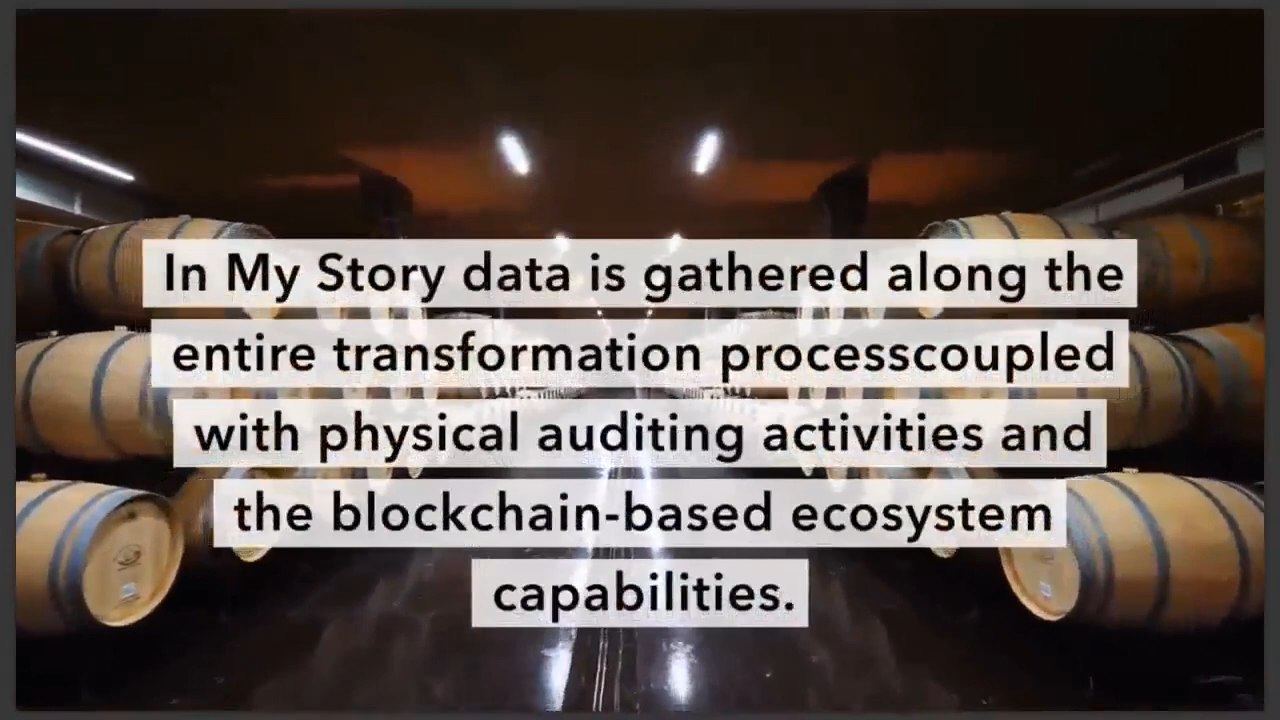 In My Story data is gathered along the
entire transformation processcoupled
with physical auditing activities and
the blockchain-based ecosystem
capabilities.